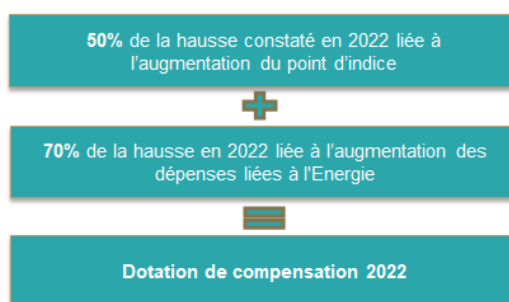 50% de la hausse constaté en 2022 liée à
l'augmentation du point d'indice
70% de la hausse en 2022 liée à l'augmentation des
dépenses liées à l'Energie
Dotation de compensation 2022